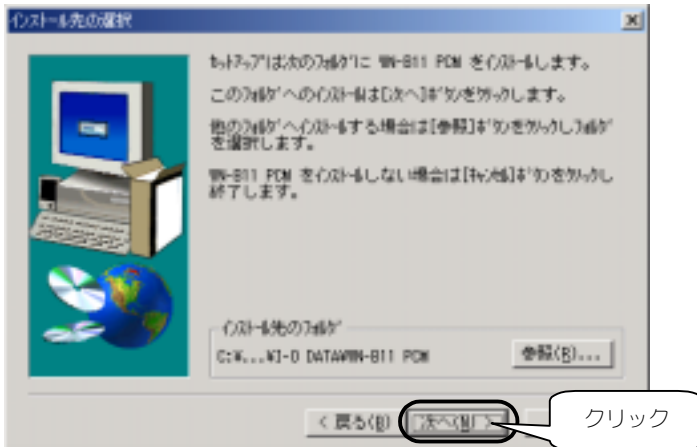 インストール先の選択
セットアップは次のフォルダに WN-B11 PCM をインストールします。
このフォルダへのインストールは[次へ]ボタンをクリックします。
他のフォルダへインストールする場合は[参照]ボタンをクリックしフォルダ
を選択します。
WN-B11 PCM をインストールしない場合は[キャンセル]ボタンをクリックし
終了します。
インストール先のフォルダ
C:¥...¥I-O DATA¥WN-B11 PCM
参照(R)...
< 戻る(B)
次へ(N) >
クリック